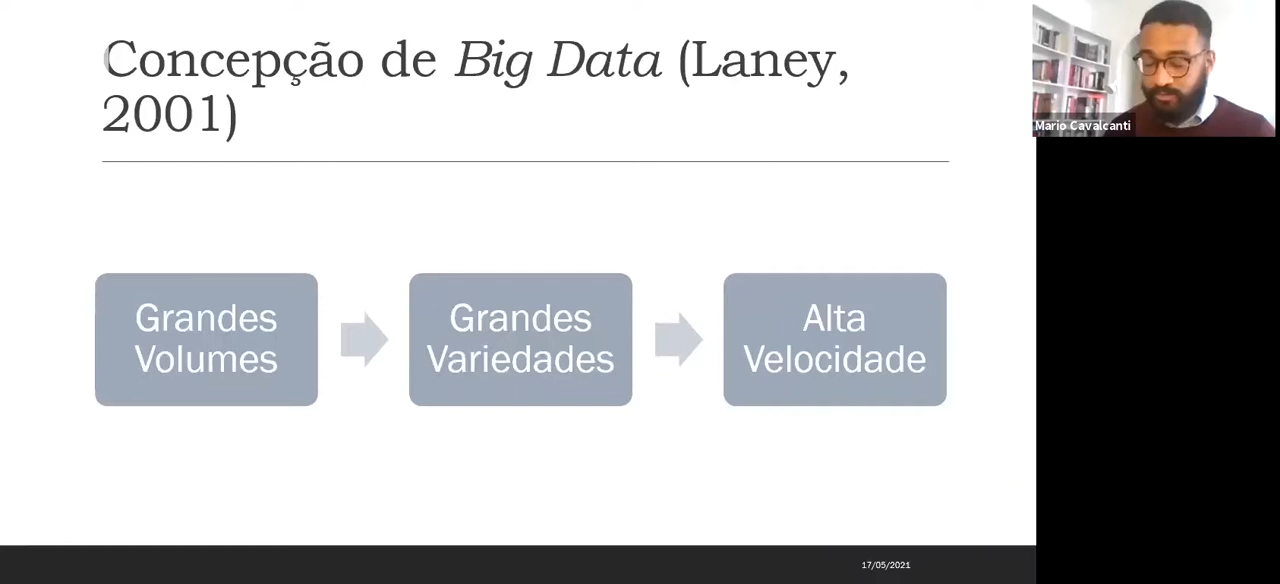 Concepção de Big Data (Laney,
2001)
Grandes
Volumes
Grandes
Variedades
Alta
Velocidade
Mario Cavalcanti
17/05/2021